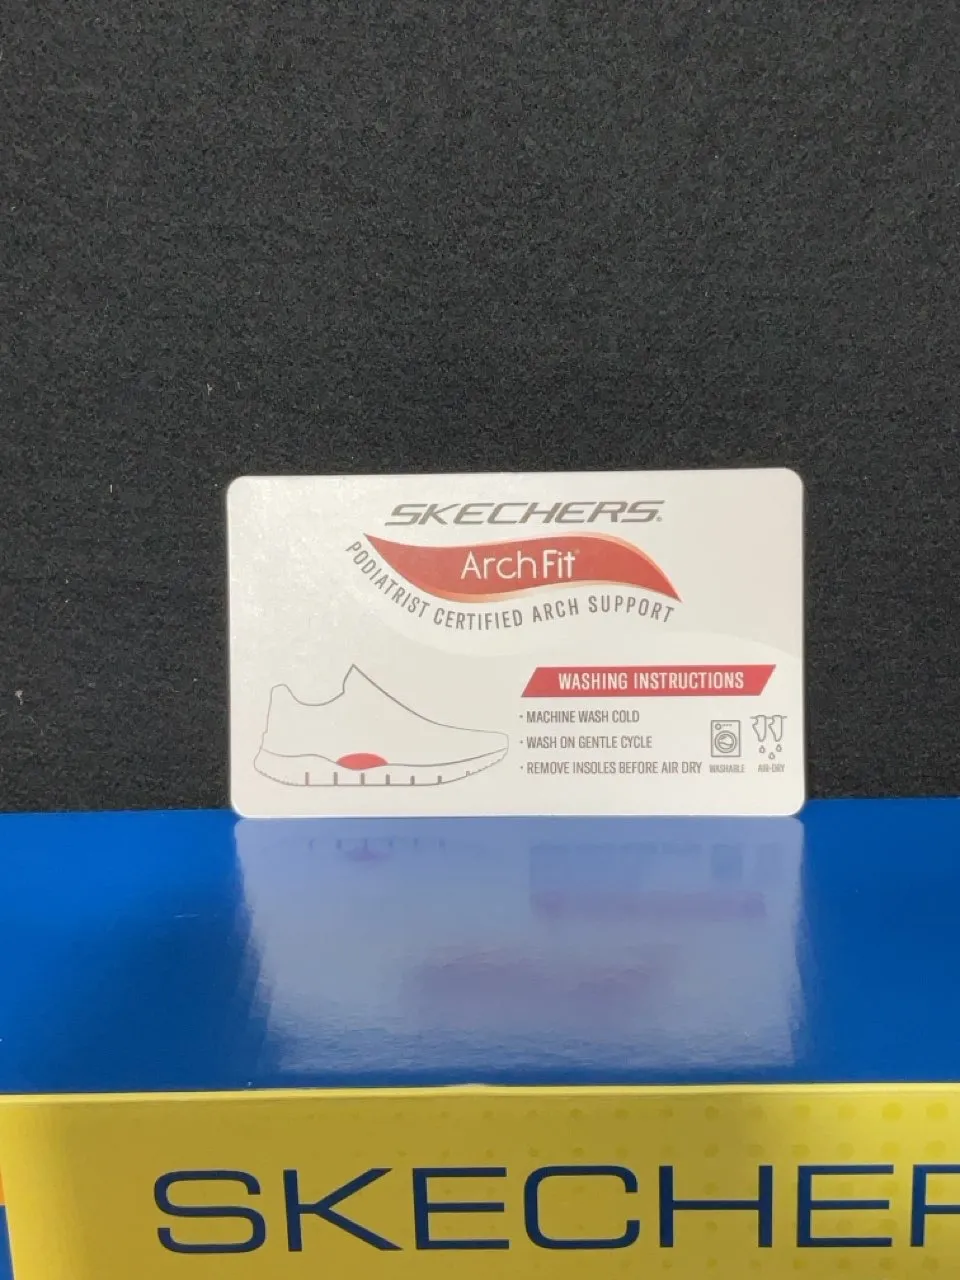 SKECHERS®
Arch Fit®
PODIATRIST CERTIFIED ARCH SUPPORT
WASHING INSTRUCTIONS
· MACHINE WASH COLD
· WASH ON GENTLE CYCLE
· REMOVE INSOLES BEFORE AIR DRY
WASHABLE
AIR-DRY
SKECHER